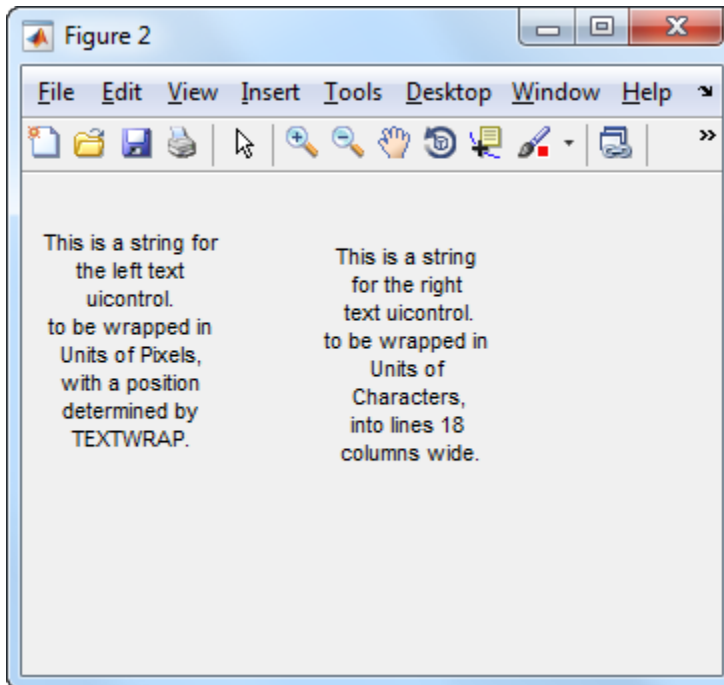 Figure 2
File Edit View Insert Tools Desktop Window Help
This is a string for
the left text
uicontrol.
to be wrapped in
Units of Pixels,
with a position
determined by
TEXTWRAP.
This is a string
for the right
text uicontrol.
to be wrapped in
Units of
Characters,
into lines 18
columns wide.